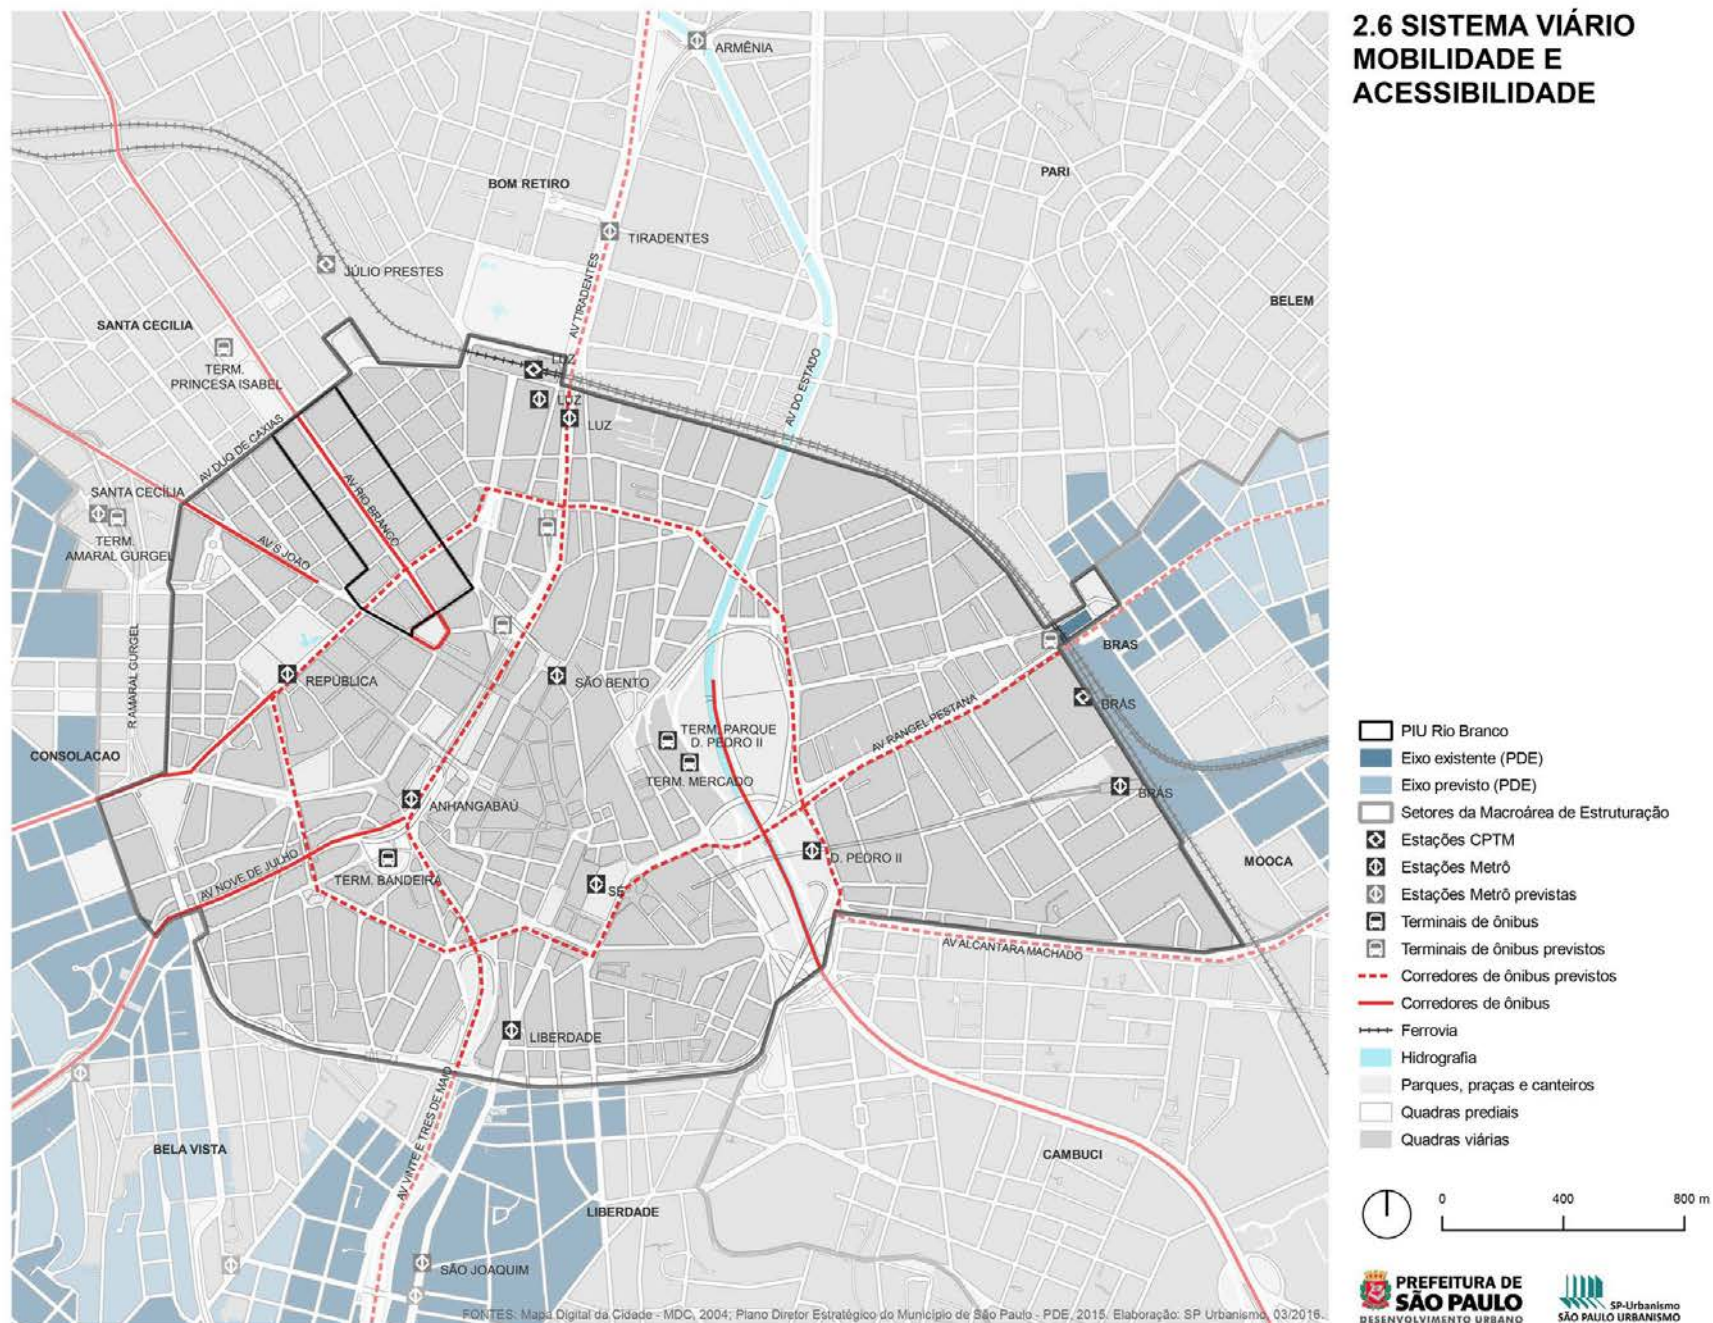 2.6 SISTEMA VIÁRIO
MOBILIDADE E
ACESSIBILIDADE
ARMÊNIA
PARI
BOM RETIRO
TIRADENTES
JÚLIO PRESTES
AV TIRADENTES
BELEM
SANTA CECILIA
TERM.
PRINCESA ISABEL
LUZ
LUZ
LUZ
AV DO ESTADO
AV DUQ DE CAXIAS
AV RIO BRANCO
SANTA CECÍLIA
TERM.
AMARAL GURGEL
AV S JOAO
R AMARAL GURGEL
REPÚBLICA
SÃO BENTO
BRAS
BRÁS
TERM. PARQUE
D. PEDRO II
AV RANGEL PESTANA
CONSOLACAO
TERM. MERCADO
BRÁS
ANHANGABAÚ
D. PEDRO II
MOOCA
AV NOVE DE JULHO
TERM. BANDEIRA
SÉ
AV ALCANTARA MACHADO
LIBERDADE
AV VINTE E TRES DE MAIO
BELA VISTA
CAMBUCI
LIBERDADE
SÃO JOAQUIM
FONTES: Mapa Digital da Cidade - MDC, 2004; Plano Diretor Estratégico do Município de São Paulo - PDE, 2015. Elaboração: SP Urbanismo, 03/2016.
PIU Rio Branco
Eixo existente (PDE)
Eixo previsto (PDE)
Setores da Macroárea de Estruturação
Estações CPTM
Estações Metrô
Estações Metrô previstas
Terminais de ônibus
Terminais de ônibus previstos
Corredores de ônibus previstos
Corredores de ônibus
Ferrovia
Hidrografia
Parques, praças e canteiros
Quadras prediais
Quadras viárias
0 400 800 m
PREFEITURA DE
SÃO PAULO
DESENVOLVIMENTO URBANO
SP-Urbanismo
SÃO PAULO URBANISMO